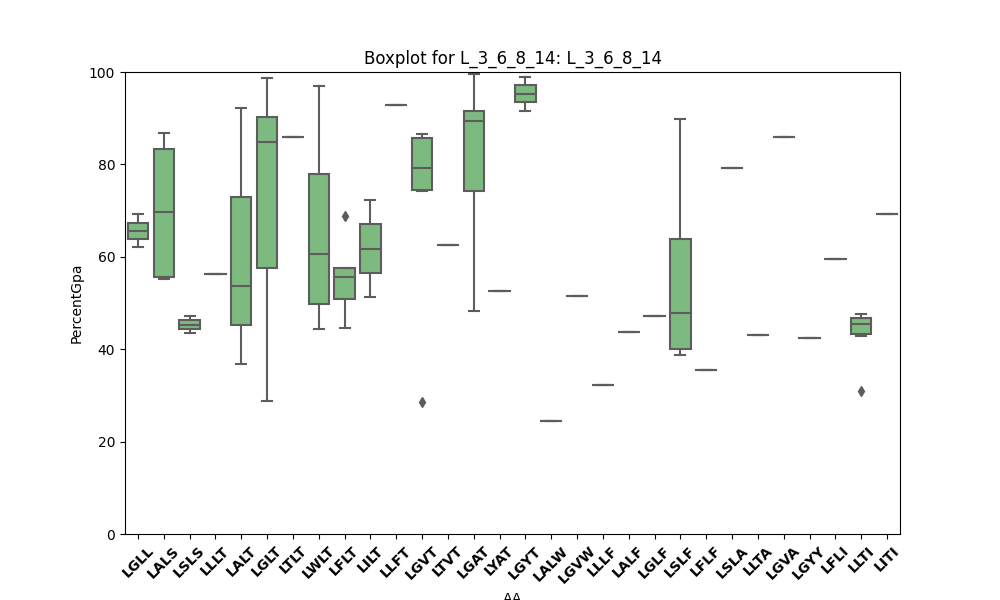 Boxplot for L_3_6_8_14: L_3_6_8_14
100
80
60
40
20
0
PercentGpa
LGLL LALS LSLS LLLT LALT LGLT LTLT LWLT LFLT LILT LLFT LGVT LTVT LGAT LYAT LGYT LALW LGVW LLLF LALF LGLF LSLF LFLF LSLA LLTA LGVA LGYY LFLI LLTI LITI
AA